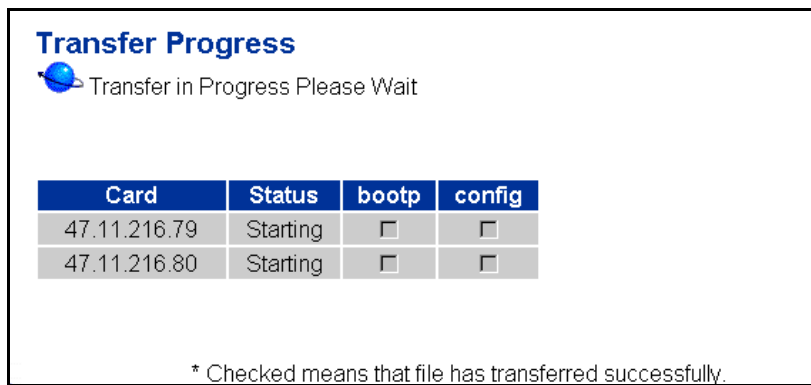 Transfer Progress
Transfer in Progress Please Wait
Card Status bootp config
47.11.216.79 Starting
47.11.216.80 Starting
* Checked means that file has transferred successfully.